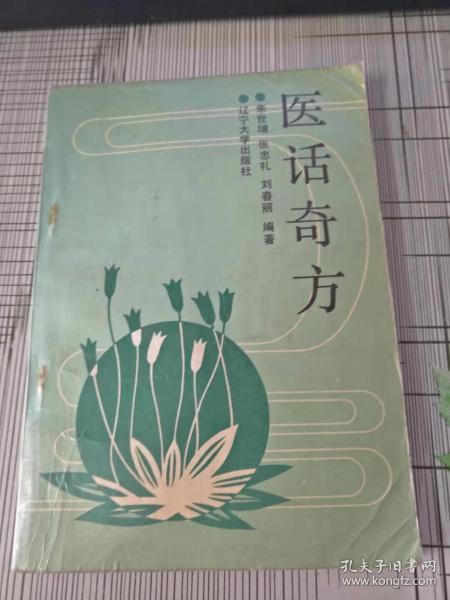 医话奇方
●朱世增 张忠礼 刘春丽 编著
●辽宁大学出版社
孔夫子旧书网
www.kongfz.com